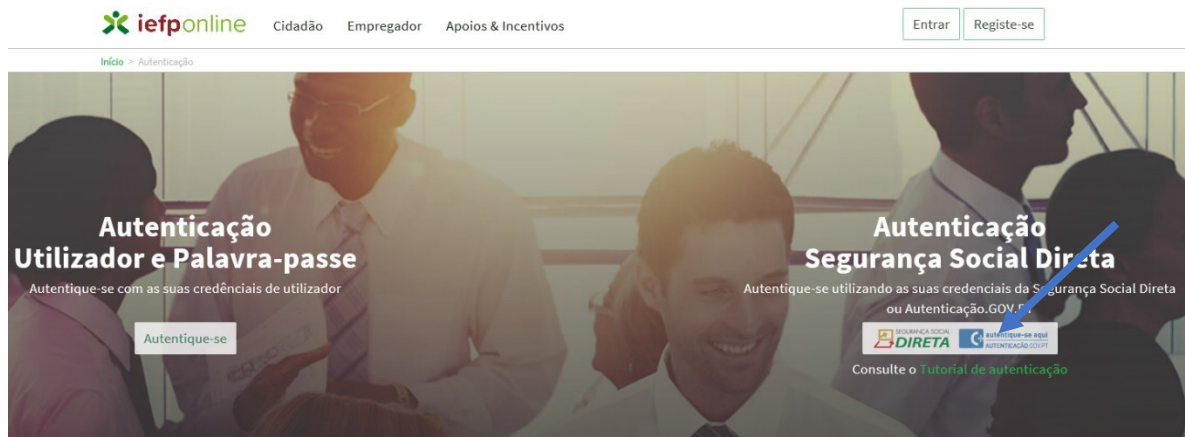 iefponline Cidadão Empregador Apoios & Incentivos Entrar Registe-se
Início > Autenticação
Autenticação
Utilizador e Palavra-passe
Autentique-se com as suas credênciais de utilizador
Autentique-se
Autenticação
Segurança Social Direta
Autentique-se utilizando as suas credenciais da Segurança Social Direta
ou Autenticação.GOV.PT
SEGURANÇA SOCIAL
DIRETA
autentique-se aqui
AUTENTICAÇÃO.GOV.PT
Consulte o Tutorial de autenticação